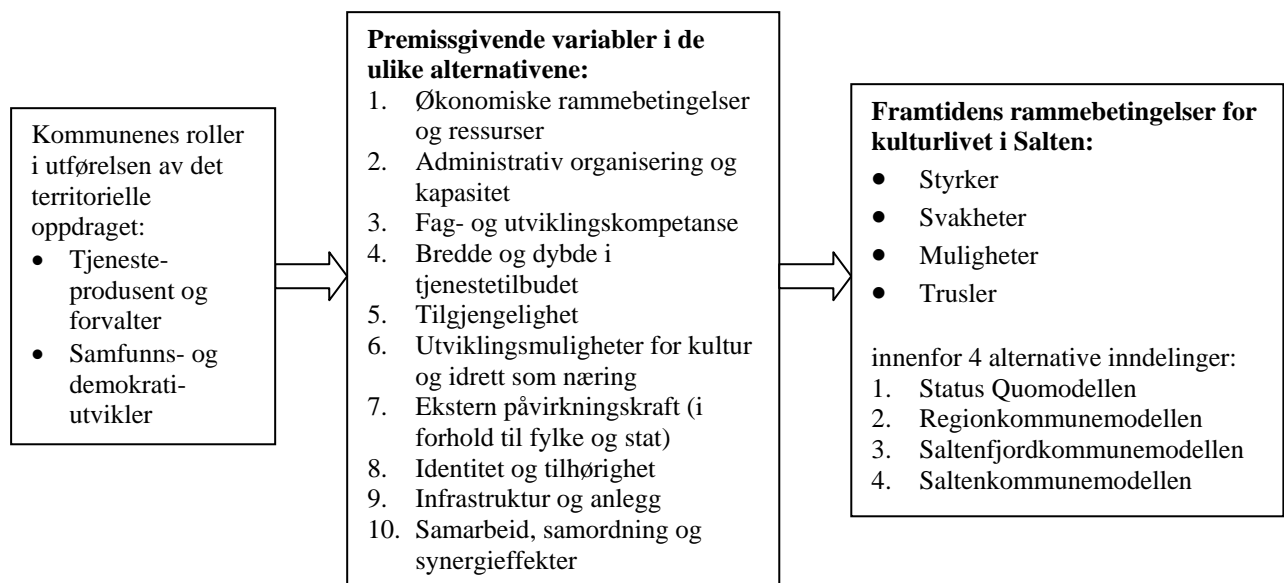 Kommunenes roller
i utførelsen av det
territorielle
oppdraget:
• Tjeneste-
produsent og
forvalter
• Samfunns- og
demokrati-
utvikler
Premissgivende variabler i de
ulike alternativene:
1. Økonomiske rammebetingelser
og ressurser
2. Administrativ organisering og
kapasitet
3. Fag- og utviklingskompetanse
4. Bredde og dybde i
tjenestetilbudet
5. Tilgjengelighet
6. Utviklingsmuligheter for kultur
og idrett som næring
7. Ekstern påvirkningskraft (i
forhold til fylke og stat)
8. Identitet og tilhørighet
9. Infrastruktur og anlegg
10. Samarbeid, samordning og
synergieffekter
Framtidens rammebetingelser for
kulturlivet i Salten:
• Styrker
• Svakheter
• Muligheter
• Trusler
innenfor 4 alternative inndelinger:
1. Status Quomodellen
2. Regionkommunemodellen
3. Saltenfjordkommunemodellen
4. Saltenkommunemodellen